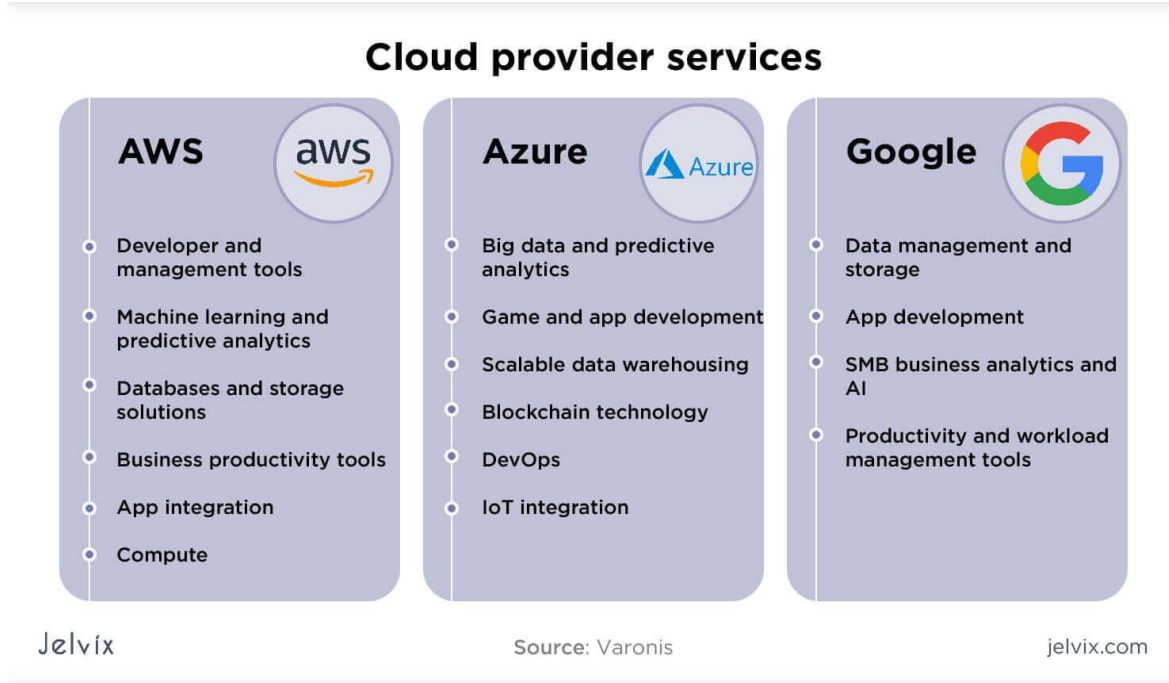 Cloud provider services
AWS
aws
Developer and
management tools
Machine learning and
predictive analytics
Databases and storage
solutions
Business productivity tools
App integration
Compute
Azure
Azure
Big data and predictive
analytics
Game and app development
Scalable data warehousing
Blockchain technology
DevOps
IoT integration
Google
G
Data management and
storage
App development
SMB business analytics and
AI
Productivity and workload
management tools
Jelvix
Source: Varonis
jelvix.com